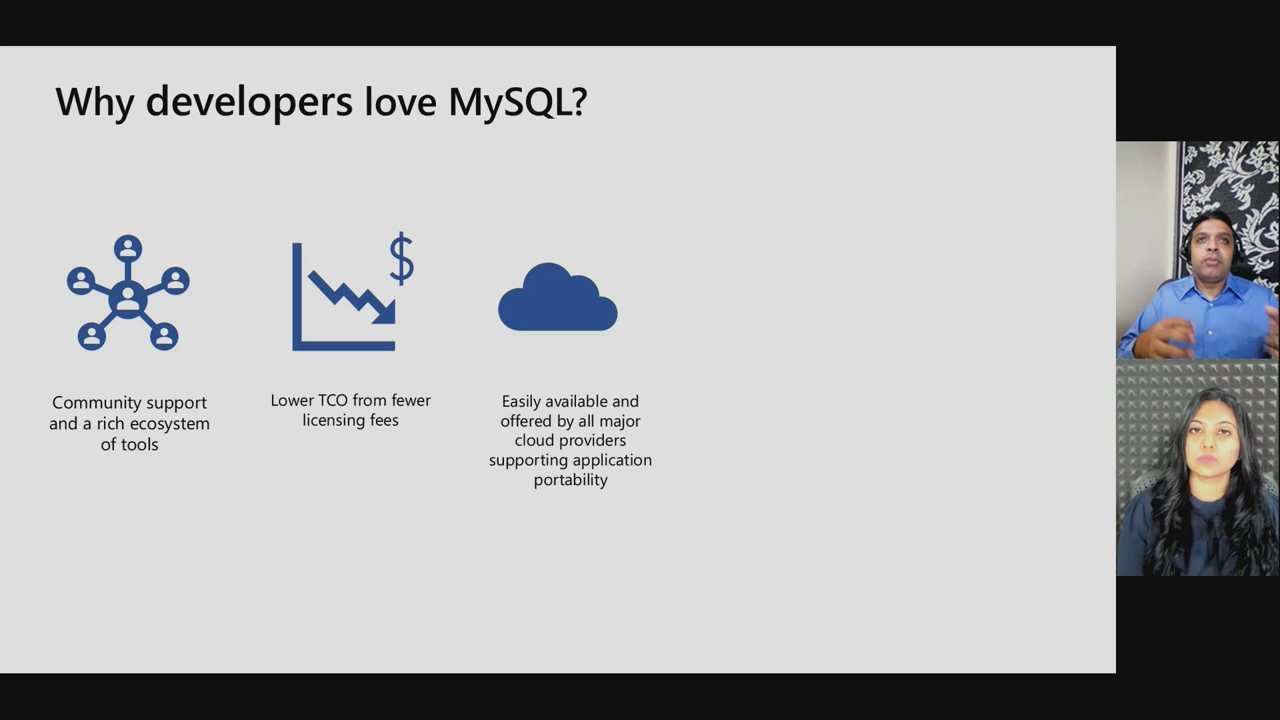 Why developers love MySQL?
$
Community support
and a rich ecosystem
of tools
Lower TCO from fewer
licensing fees
Easily available and
offered by all major
cloud providers
supporting application
portability